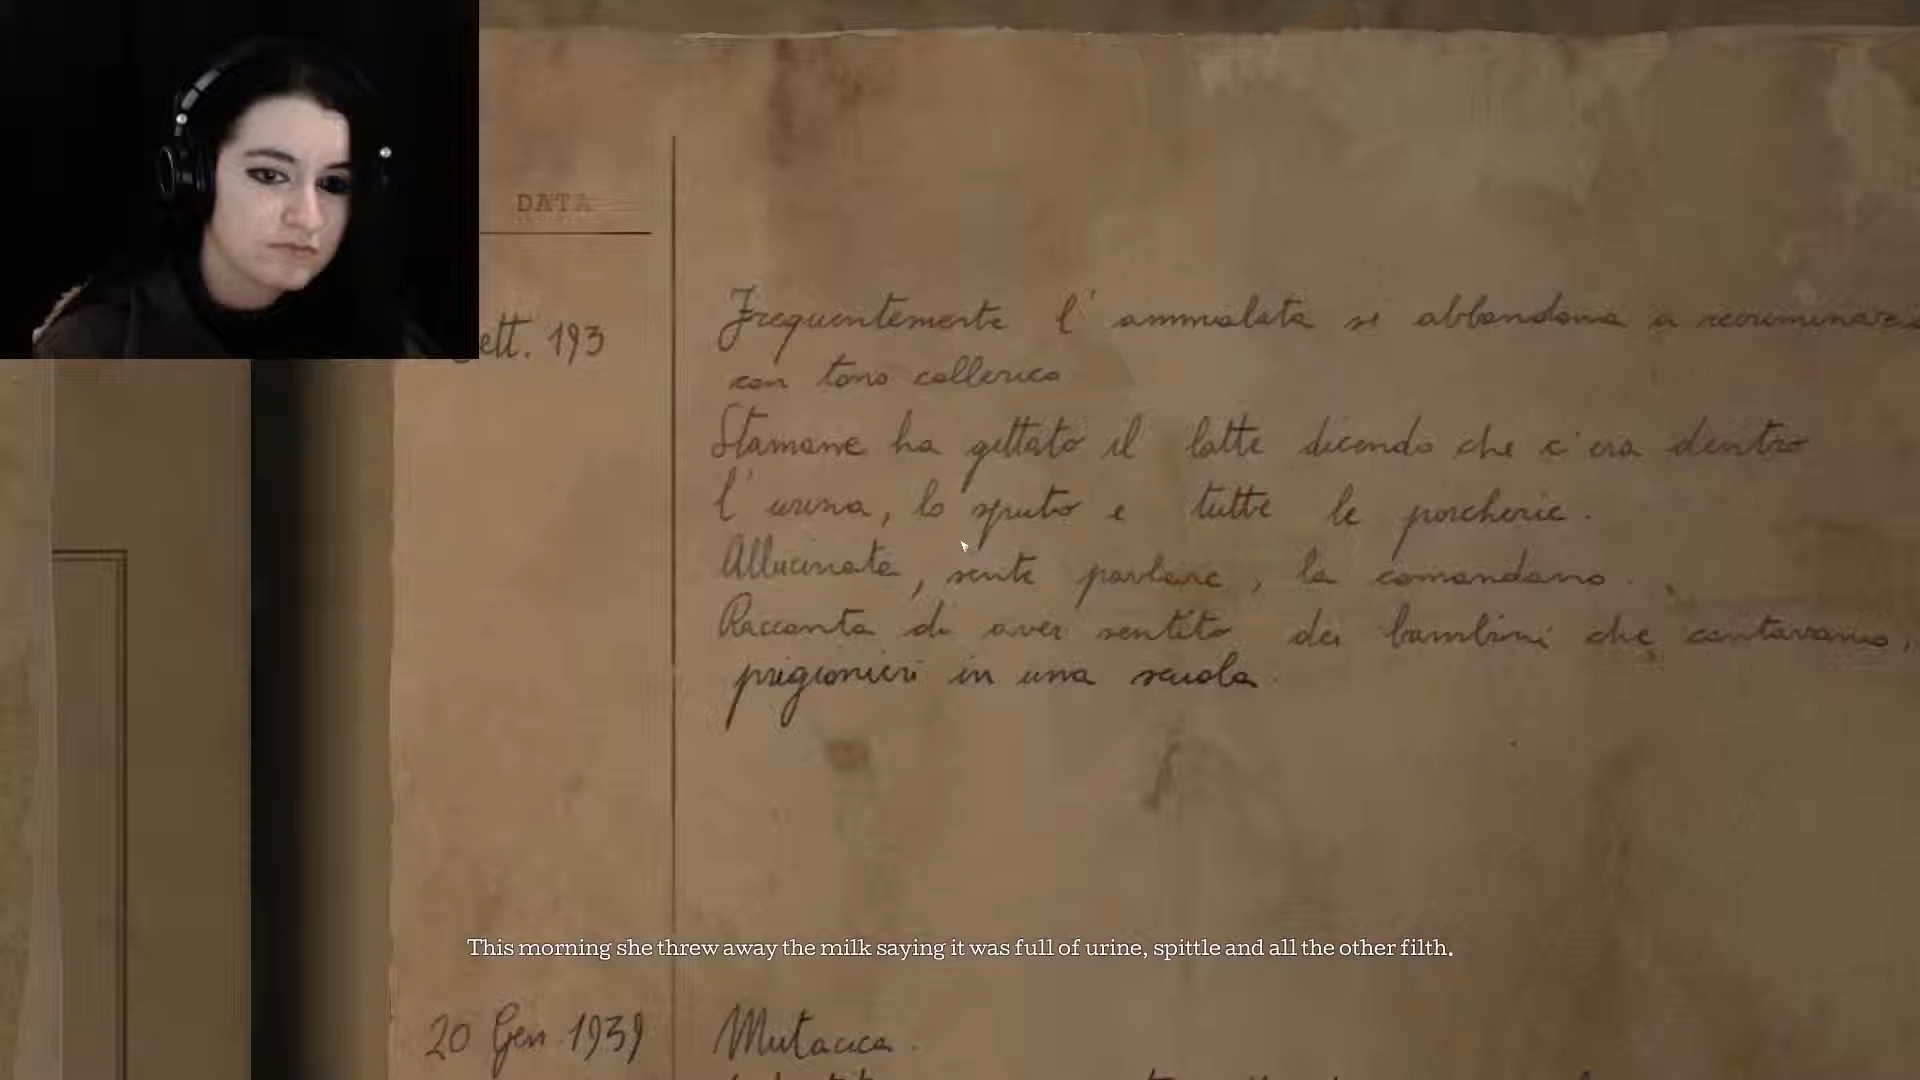 DATA
ett. 193
Frequentemente l'ammalata si abbandona a recriminare
con tono collerico
Stamane ha gettato il latte dicendo che c'era dentro
l'urina, lo sputo e tutte le porcherie.
Allucinata, sente parlare, la comandano.
Racconta di aver sentito dei bambini che cantavano,
prigionieri in una scuola.
This morning she threw away the milk saying it was full of urine, spittle and all the other filth.
20 Gen. 1939 Mutacica.